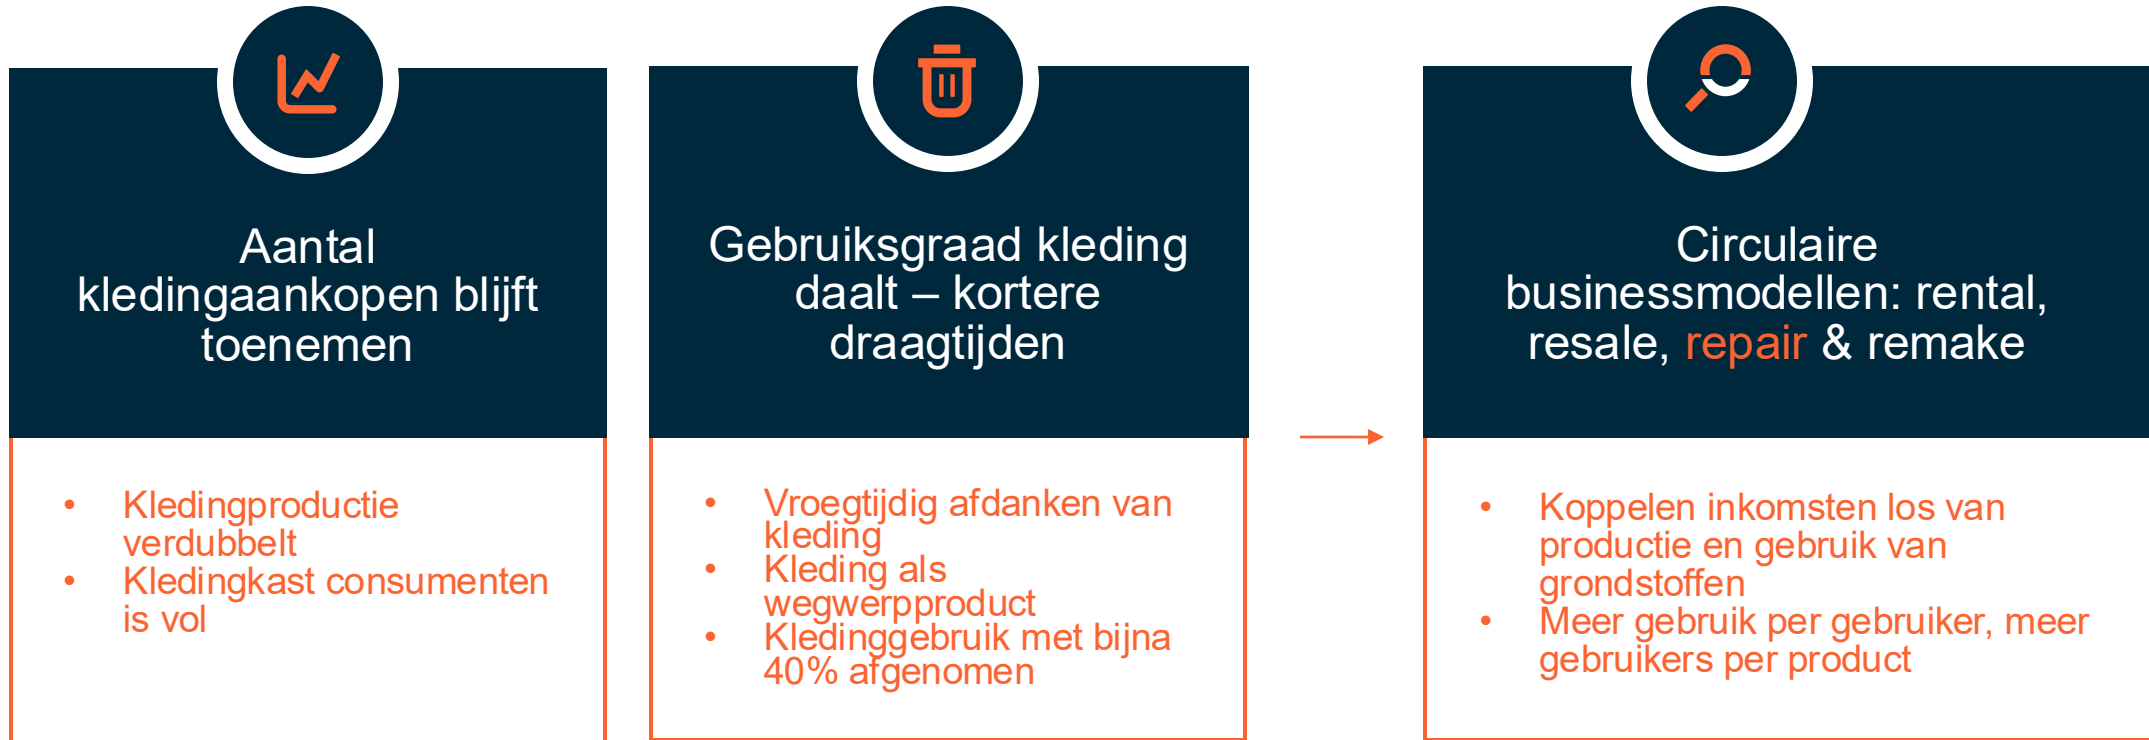 Aantal
kledingaankopen blijft
toenemen
• Kledingproductie
verdubbelt
• Kledingkast consumenten
is vol
Gebruiksgraad kleding
daalt – kortere
draagtijden
• Vroegtijdig afdanken van
kleding
• Kleding als
wegwerpproduct
• Kledinggebruik met bijna
40% afgenomen
Circulaire
businessmodellen: rental,
resale, repair & remake
• Koppelen inkomsten los van
productie en gebruik van
grondstoffen
• Meer gebruik per gebruiker, meer
gebruikers per product